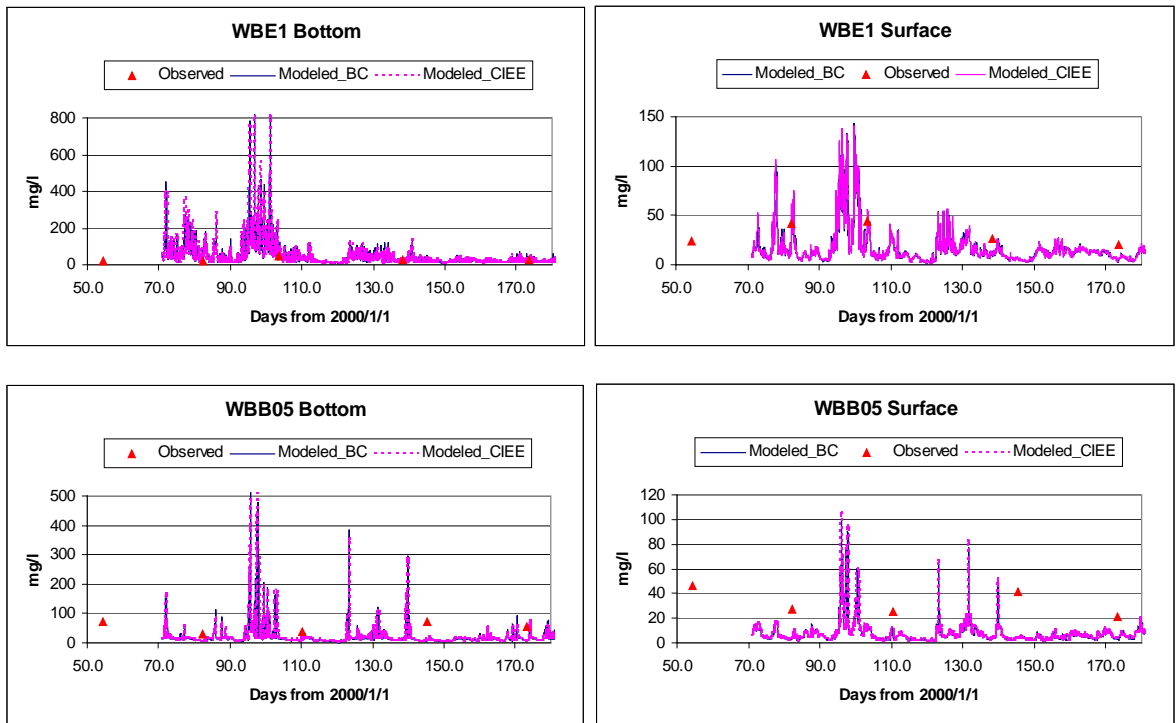 WBE1 Bottom
Observed Modeled_BC Modeled_CIEE
800
600
400
200
0
mg/l
50.0 70.0 90.0 110.0 130.0 150.0 170.0
Days from 2000/1/1
WBE1 Surface
Modeled_BC Observed Modeled_CIEE
150
100
50
0
mg/l
50.0 70.0 90.0 110.0 130.0 150.0 170.0
Days from 2000/1/1
WBB05 Bottom
Observed Modeled_BC Modeled_CIEE
500
400
300
200
100
0
mg/l
50.0 70.0 90.0 110.0 130.0 150.0 170.0
Days from 2000/1/1
WBB05 Surface
Modeled_BC Observed Modeled_CIEE
120
100
80
60
40
20
0
mg/l
50.0 70.0 90.0 110.0 130.0 150.0 170.0
Days from 2000/1/1